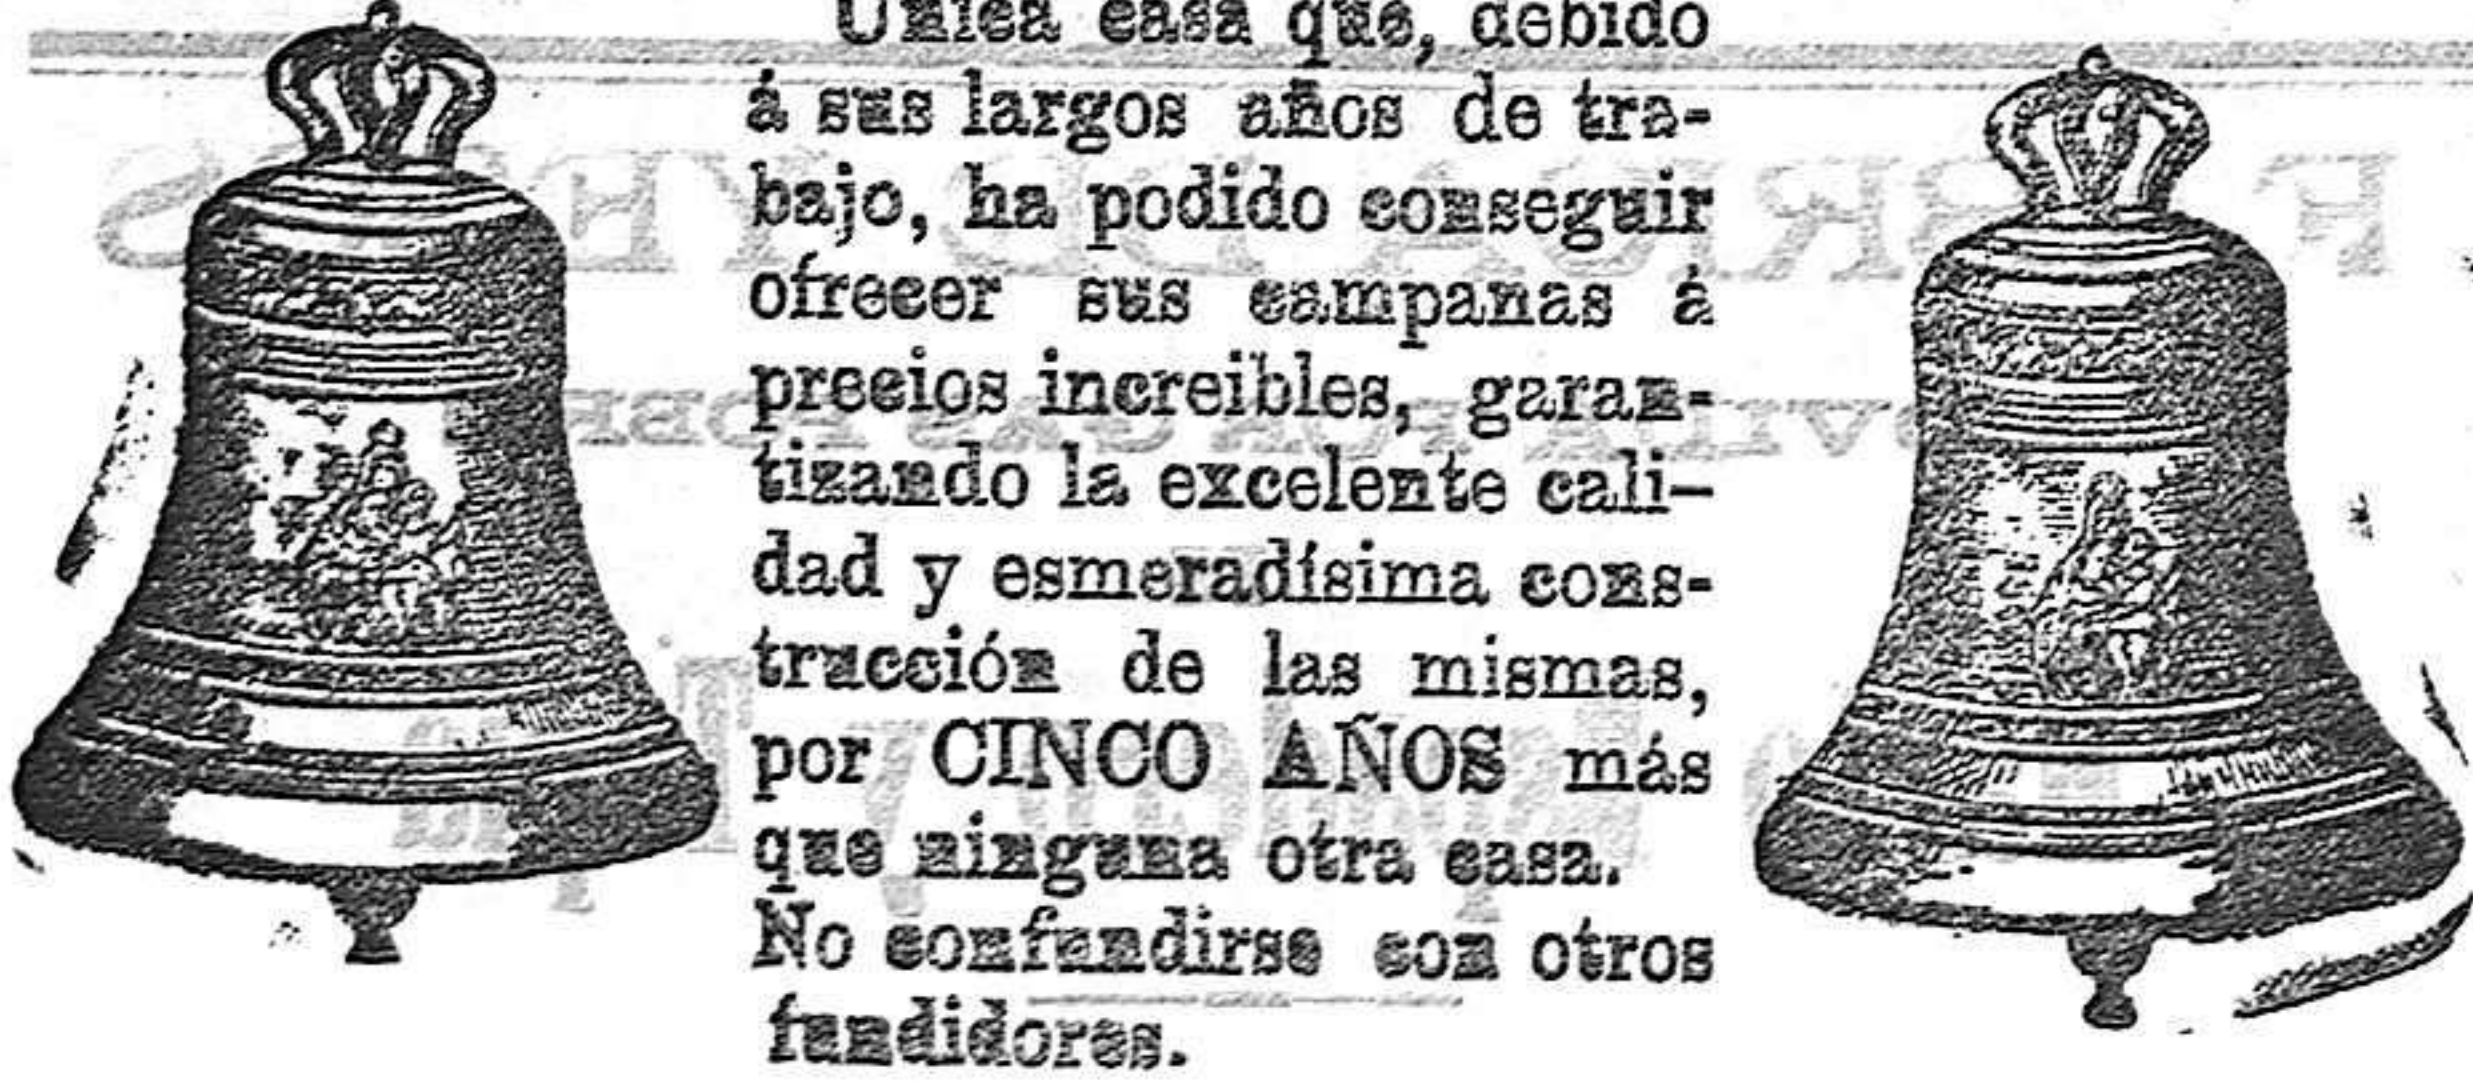 Unica casa que, debido
á sus largos años de tra-
bajo, ha podido conseguir
ofrecer sus campanas á
precios increibles, garan-
tizando la excelente cali-
dad y esmeradísima cons-
trucción de las mismas,
por CINCO AÑOS más
que ninguna otra casa.
No confundirse con otros
fundidores.